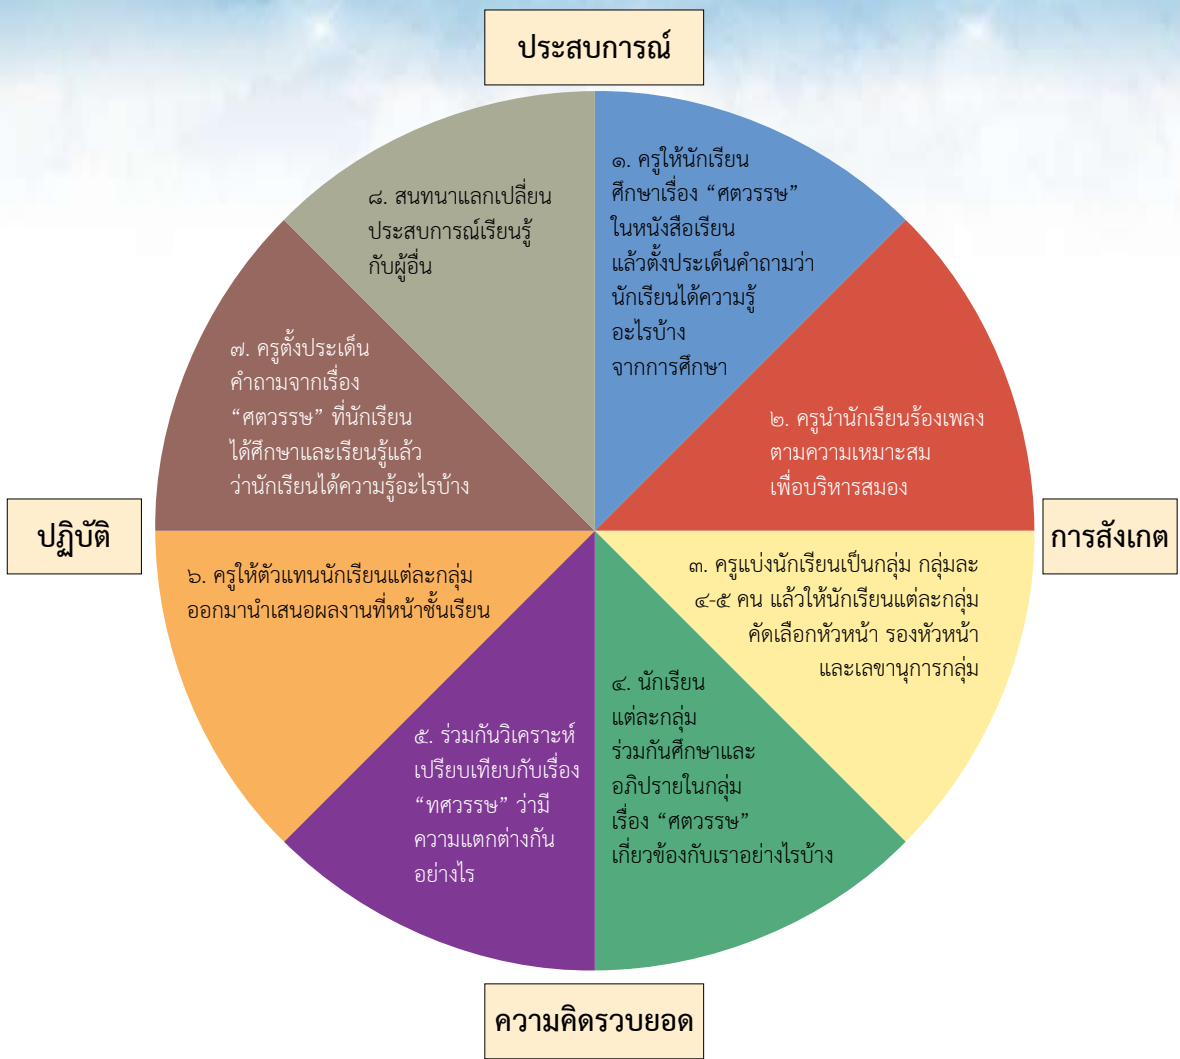 ประสบการณ์
๑. ครูให้นักเรียน
ศึกษาเรื่อง “ศตวรรษ”
ในหนังสือเรียน
แล้วตั้งประเด็นคำถามว่า
นักเรียนได้ความรู้
อะไรบ้าง
จากการศึกษา
๒. ครูนำนักเรียนร้องเพลง
ตามความเหมาะสม
เพื่อบริหารสมอง
การสังเกต
๓. ครูแบ่งนักเรียนเป็นกลุ่ม กลุ่มละ
๔-๕ คน แล้วให้นักเรียนแต่ละกลุ่ม
คัดเลือกหัวหน้า รองหัวหน้า
และเลขานุการกลุ่ม
๔. นักเรียน
แต่ละกลุ่ม
ร่วมกันศึกษาและ
อภิปรายในกลุ่ม
เรื่อง “ศตวรรษ”
เกี่ยวข้องกับเราอย่างไรบ้าง
ความคิดรวบยอด
๕. ร่วมกันวิเคราะห์
เปรียบเทียบกับเรื่อง
“ทศวรรษ” ว่ามี
ความแตกต่างกัน
อย่างไร
๖. ครูให้ตัวแทนนักเรียนแต่ละกลุ่ม
ออกมานำเสนอผลงานที่หน้าชั้นเรียน
ปฏิบัติ
๗. ครูตั้งประเด็น
คำถามจากเรื่อง
“ศตวรรษ” ที่นักเรียน
ได้ศึกษาและเรียนรู้แล้ว
ว่านักเรียนได้ความรู้อะไรบ้าง
๘. สนทนาแลกเปลี่ยน
ประสบการณ์เรียนรู้
กับผู้อื่น